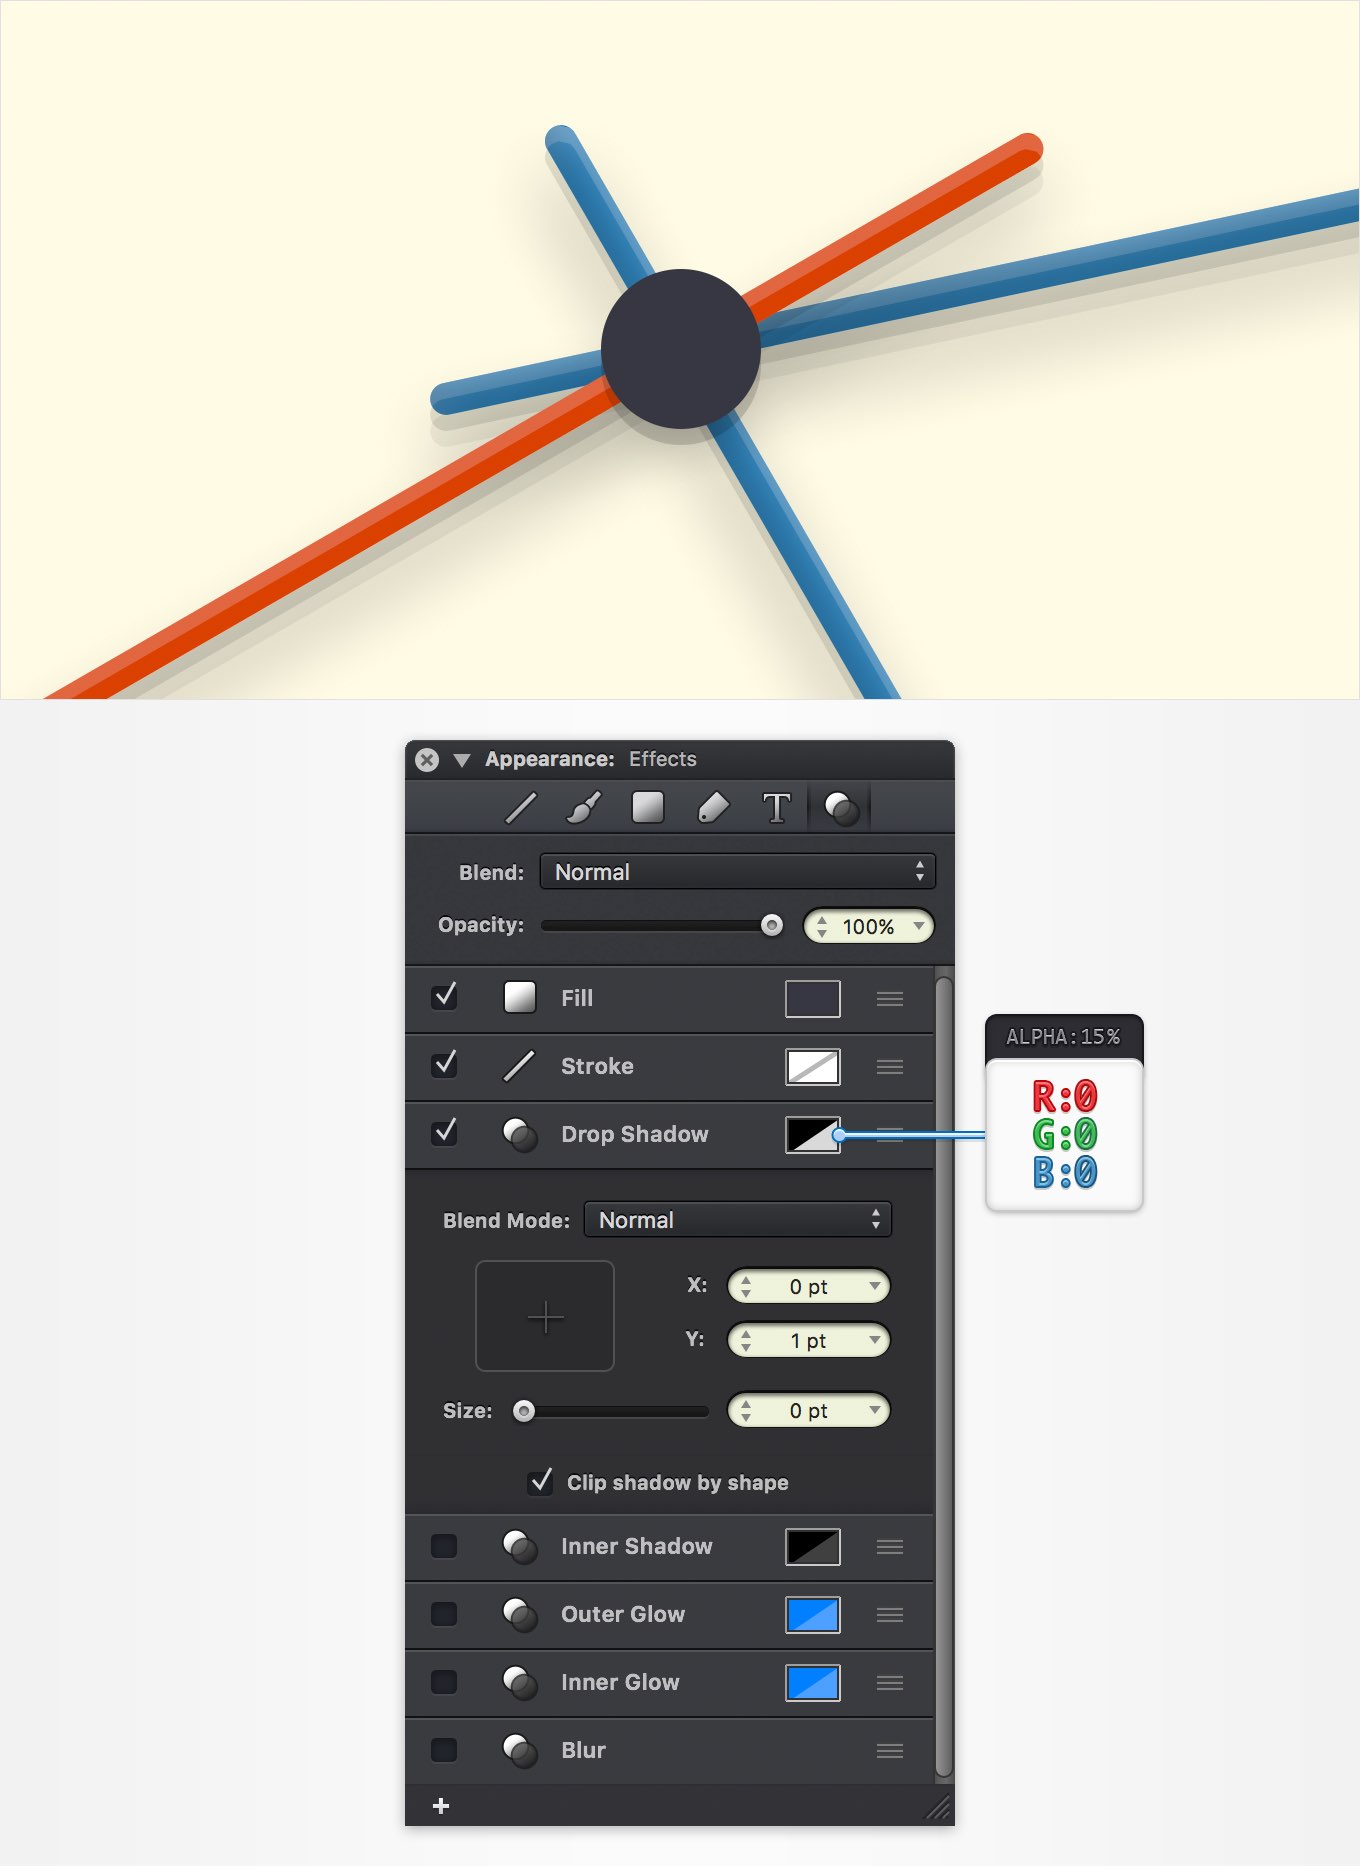 Appearance: Effects
T
Blend: Normal
Opacity: 100%
Fill
Stroke
Drop Shadow
ALPHA:15%
R:0
G:0
B:0
Blend Mode: Normal
X: 0 pt
Y: 1 pt
Size: 0 pt
Clip shadow by shape
Inner Shadow
Outer Glow
Inner Glow
Blur